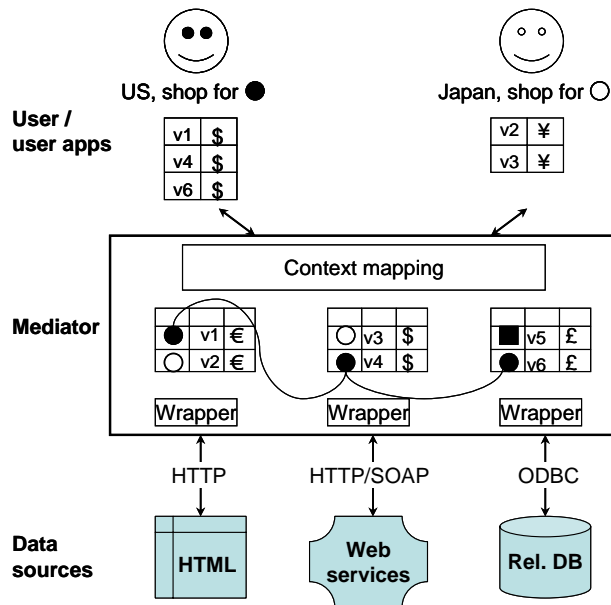 US, shop for
Japan, shop for
User /
user apps
v1 $
v4 $
v6 $
v2 ¥
v3 ¥
Context mapping
Mediator
v1 €
v2 €
v3 $
v4 $
v5 £
v6 £
Wrapper
Wrapper
Wrapper
HTTP
HTTP/SOAP
ODBC
Data
sources
HTML
Web
services
Rel. DB